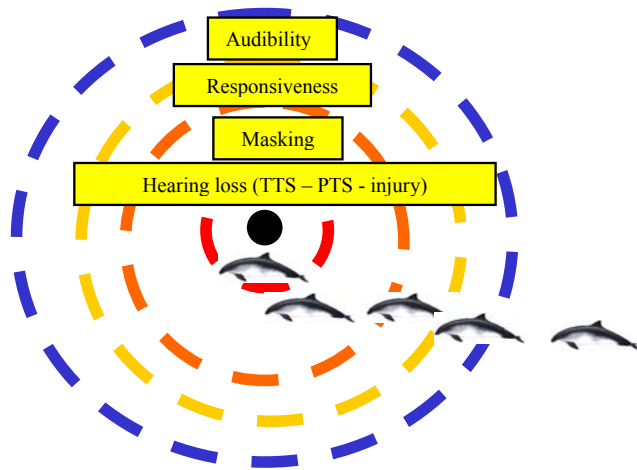 Audibility
Responsiveness
Masking
Hearing loss (TTS – PTS - injury)